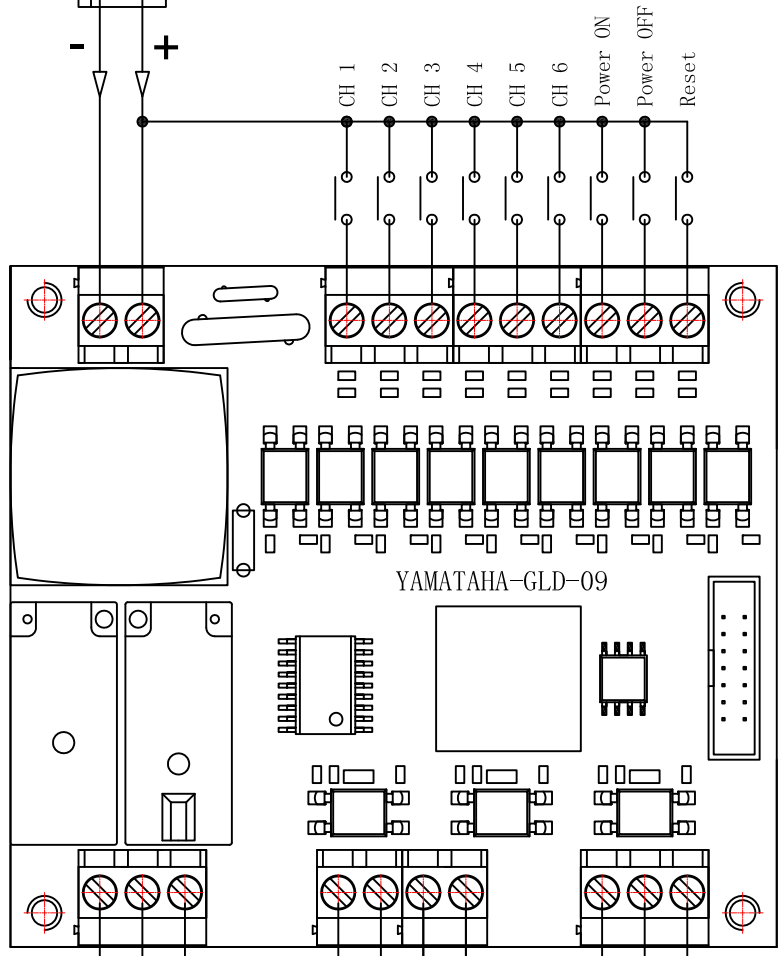 - +
CH 1
CH 2
CH 3
CH 4
CH 5
CH 6
Power ON
Power OFF
Reset
YAMATAHA-GLD-09